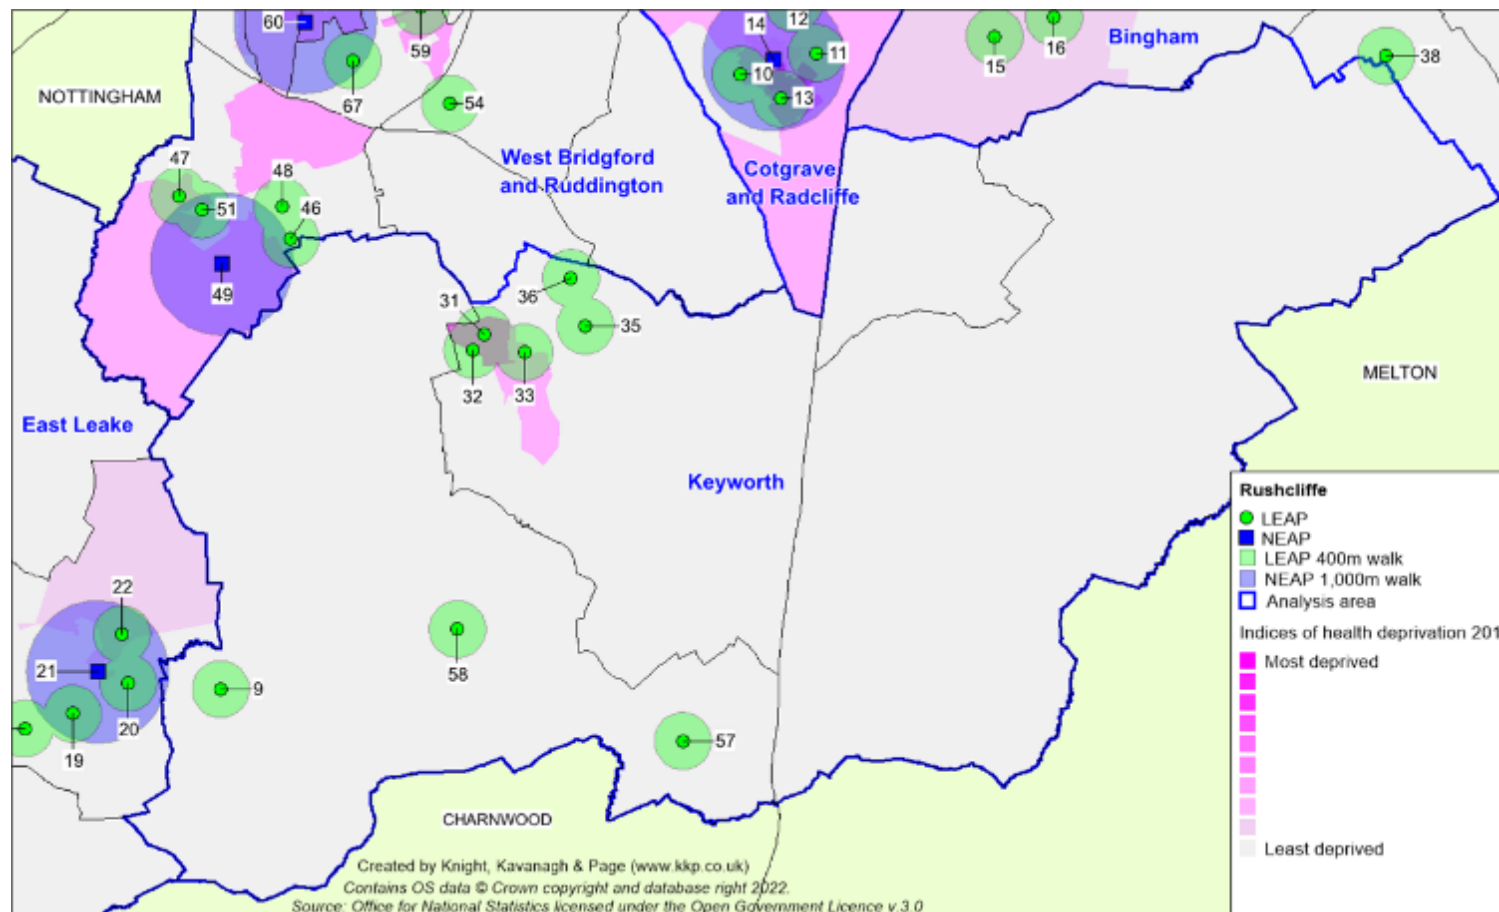 60
59
14
12
11
10
13
15
16
Bingham
38
NOTTINGHAM
67
54
47
48
51
46
49
West Bridgford
and Ruddington
Cotgrave
and Radcliffe
36
31
35
32
33
MELTON
East Leake
Keyworth
22
21
20
19
9
58
57
CHARNWOOD
Rushcliffe
LEAP
NEAP
LEAP 400m walk
NEAP 1,000m walk
Analysis area
Indices of health deprivation 201
Most deprived
Least deprived
Created by Knight, Kavanagh & Page (www.kkp.co.uk)
Contains OS data © Crown copyright and database right 2022.
Source: Office for National Statistics licensed under the Open Government Licence v.3.0